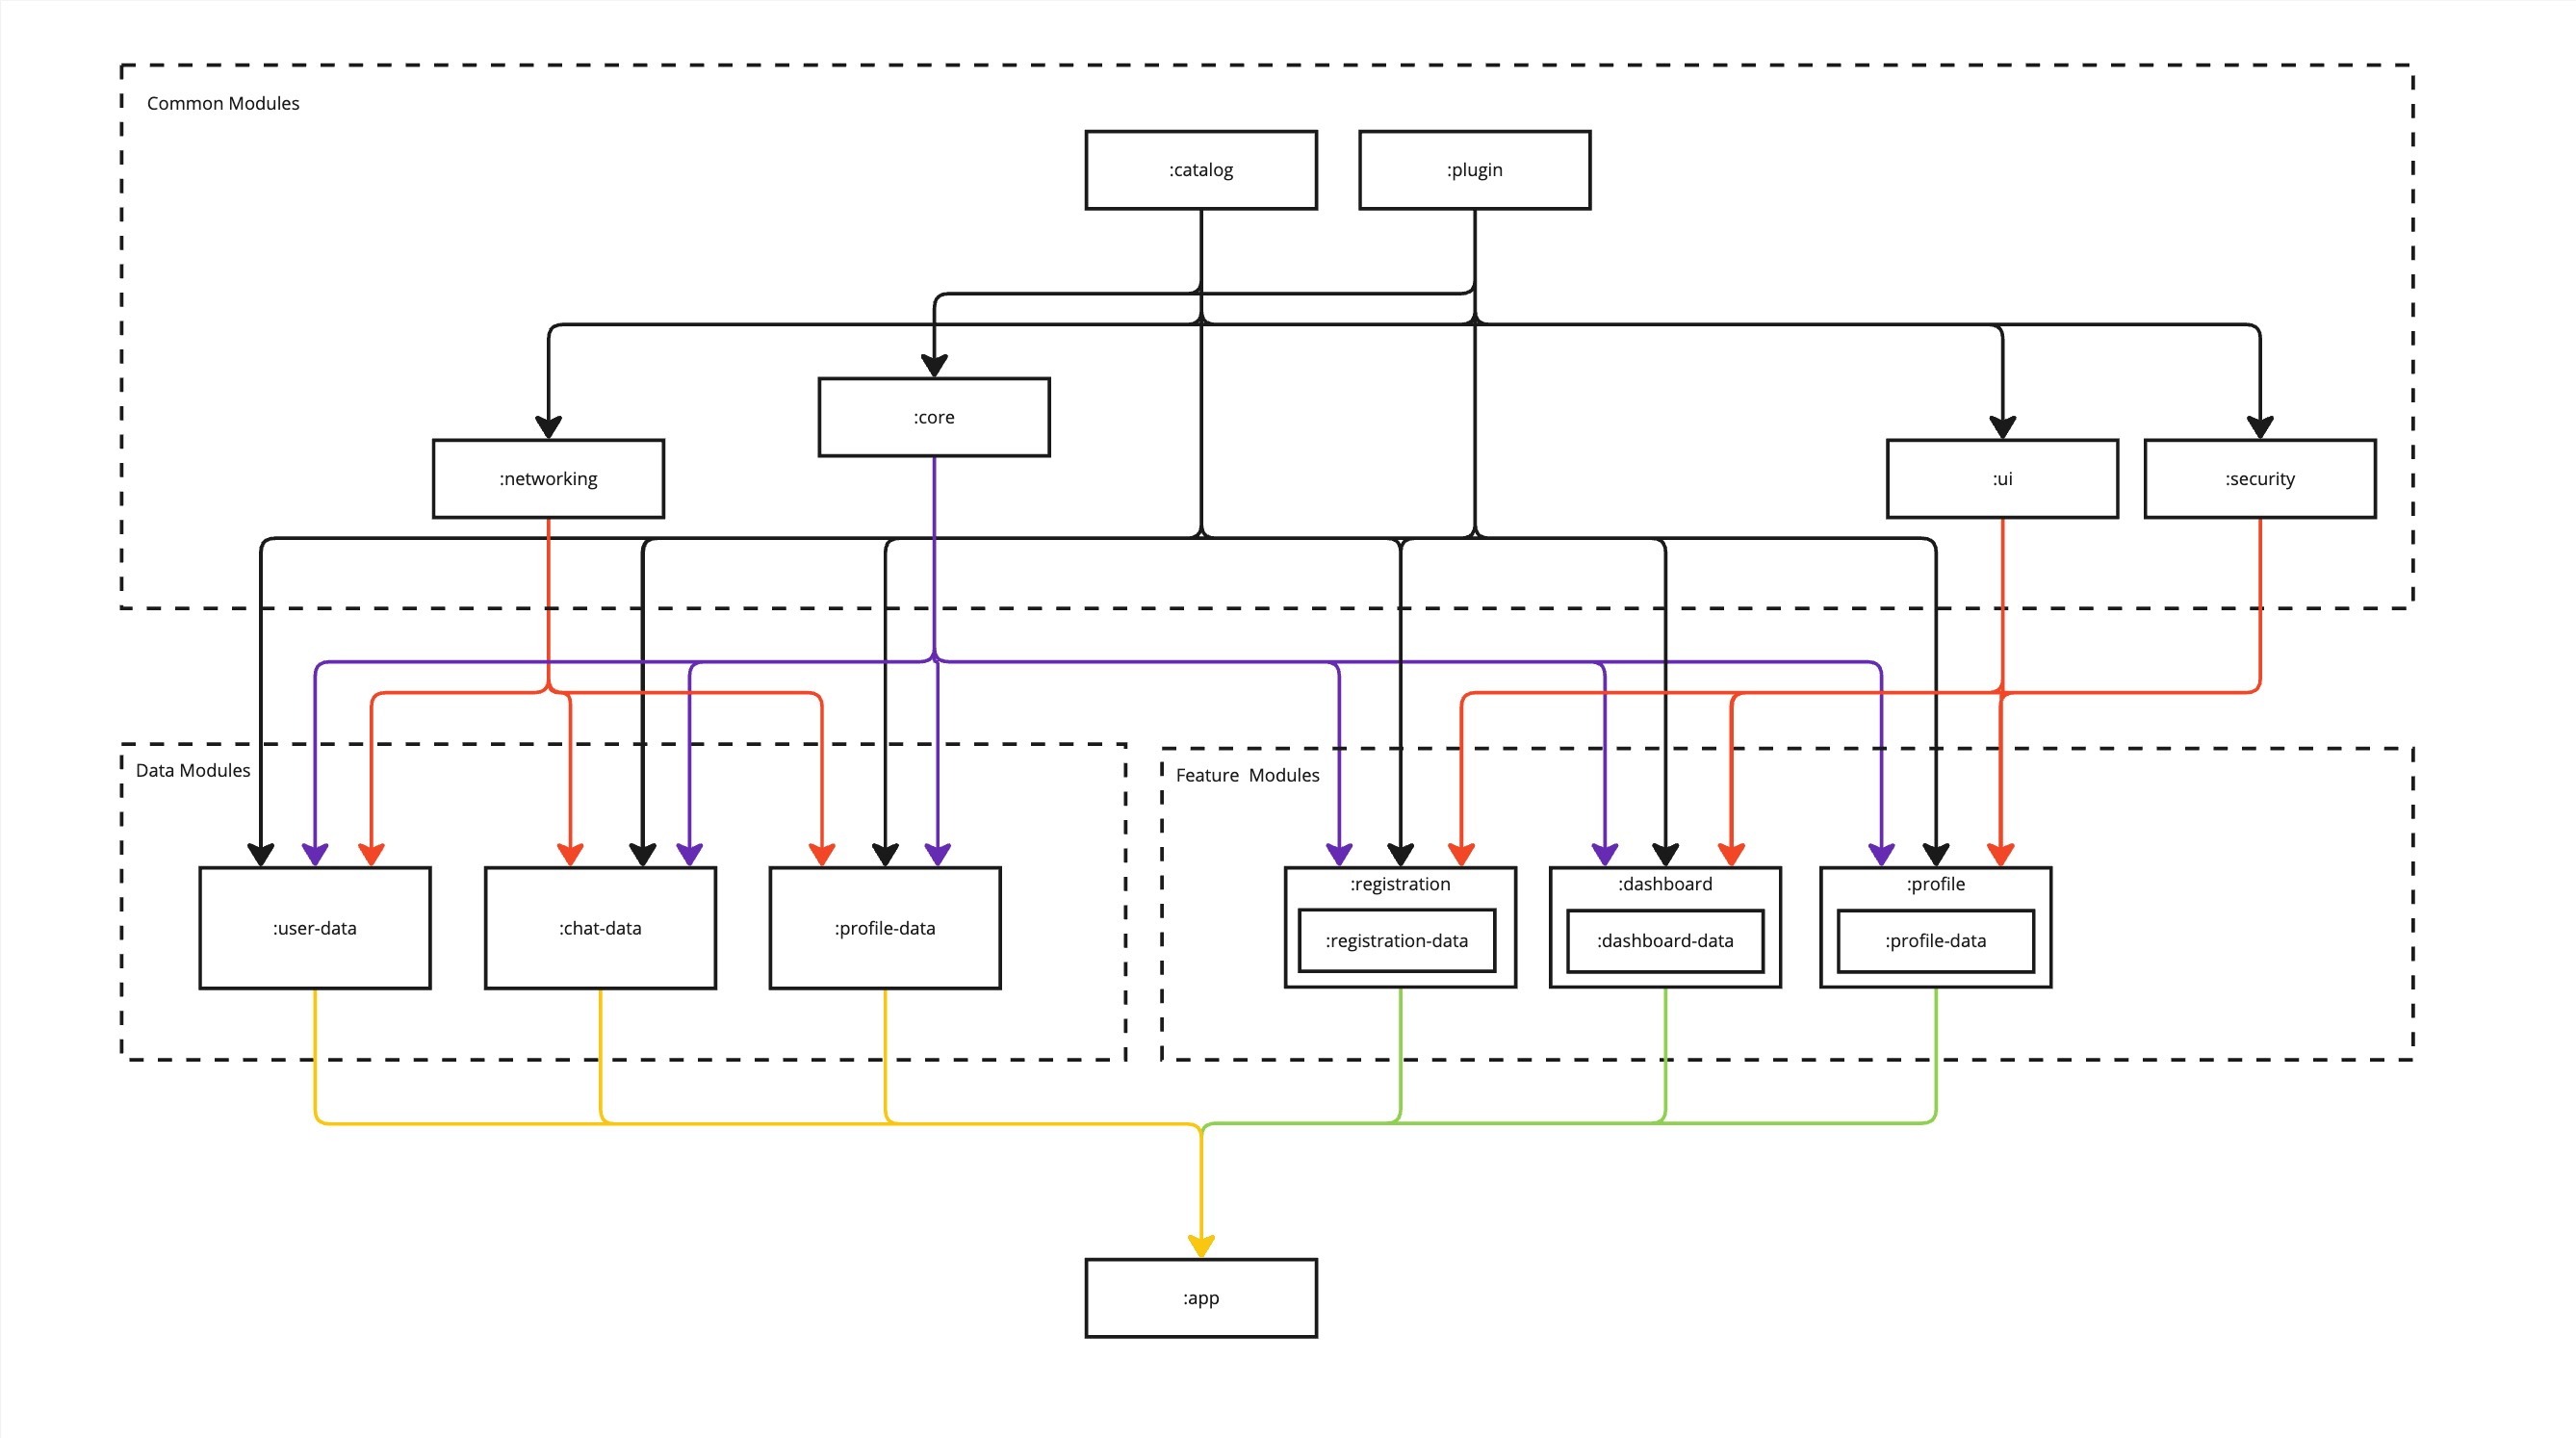 Common Modules
:catalog
:plugin
:core
:networking
:ui
:security
Data Modules
Feature  Modules
:user-data
:chat-data
:profile-data
:registration
:registration-data
:dashboard
:dashboard-data
:profile
:profile-data
:app